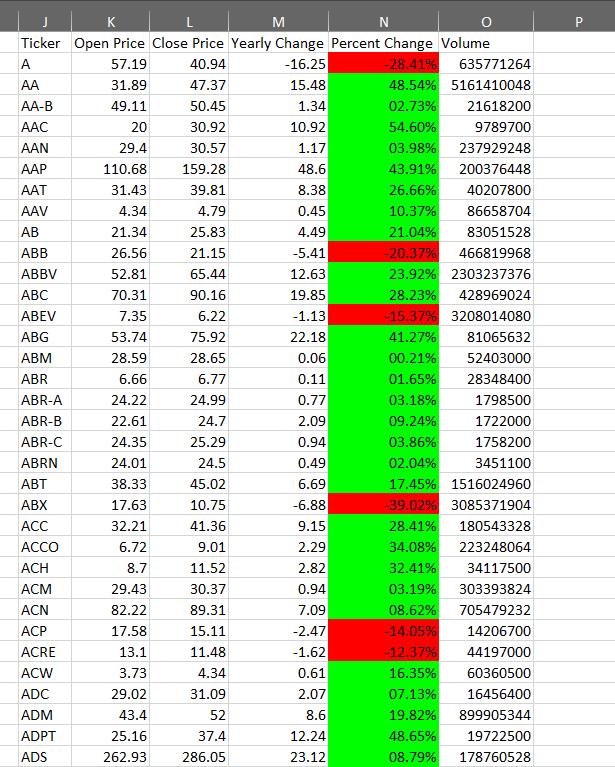 J K L M N O P
Ticker Open Price Close Price Yearly Change Percent Change Volume
A 57.19 40.94 -16.25 -28.41% 635771264
AA 31.89 47.37 15.48 48.54% 5161410048
AA-B 49.11 50.45 1.34 02.73% 21618200
AAC 20 30.92 10.92 54.60% 9789700
AAN 29.4 30.57 1.17 03.98% 237929248
AAP 110.68 159.28 48.6 43.91% 200376448
AAT 31.43 39.81 8.38 26.66% 40207800
AAV 4.34 4.79 0.45 10.37% 86658704
AB 21.34 25.83 4.49 21.04% 83051528
ABB 26.56 21.15 -5.41 -20.37% 466819968
ABBV 52.81 65.44 12.63 23.92% 2303237376
ABC 70.31 90.16 19.85 28.23% 428969024
ABEV 7.35 6.22 -1.13 -15.37% 3208014080
ABG 53.74 75.92 22.18 41.27% 81065632
ABM 28.59 28.65 0.06 00.21% 52403000
ABR 6.66 6.77 0.11 01.65% 28348400
ABR-A 24.22 24.99 0.77 03.18% 1798500
ABR-B 22.61 24.7 2.09 09.24% 1722000
ABR-C 24.35 25.29 0.94 03.86% 1758200
ABRN 24.01 24.5 0.49 02.04% 3451100
ABT 38.33 45.02 6.69 17.45% 1516024960
ABX 17.63 10.75 -6.88 -39.02% 3085371904
ACC 32.21 41.36 9.15 28.41% 180543328
ACCO 6.72 9.01 2.29 34.08% 223248064
ACH 8.7 11.52 2.82 32.41% 34117500
ACM 29.43 30.37 0.94 03.19% 303393824
ACN 82.22 89.31 7.09 08.62% 705479232
ACP 17.58 15.11 -2.47 -14.05% 14206700
ACRE 13.1 11.48 -1.62 -12.37% 44197000
ACW 3.73 4.34 0.61 16.35% 60360500
ADC 29.02 31.09 2.07 07.13% 16456400
ADM 43.4 52 8.6 19.82% 899905344
ADPT 25.16 37.4 12.24 48.65% 19722500
ADS 262.93 286.05 23.12 08.79% 178760528